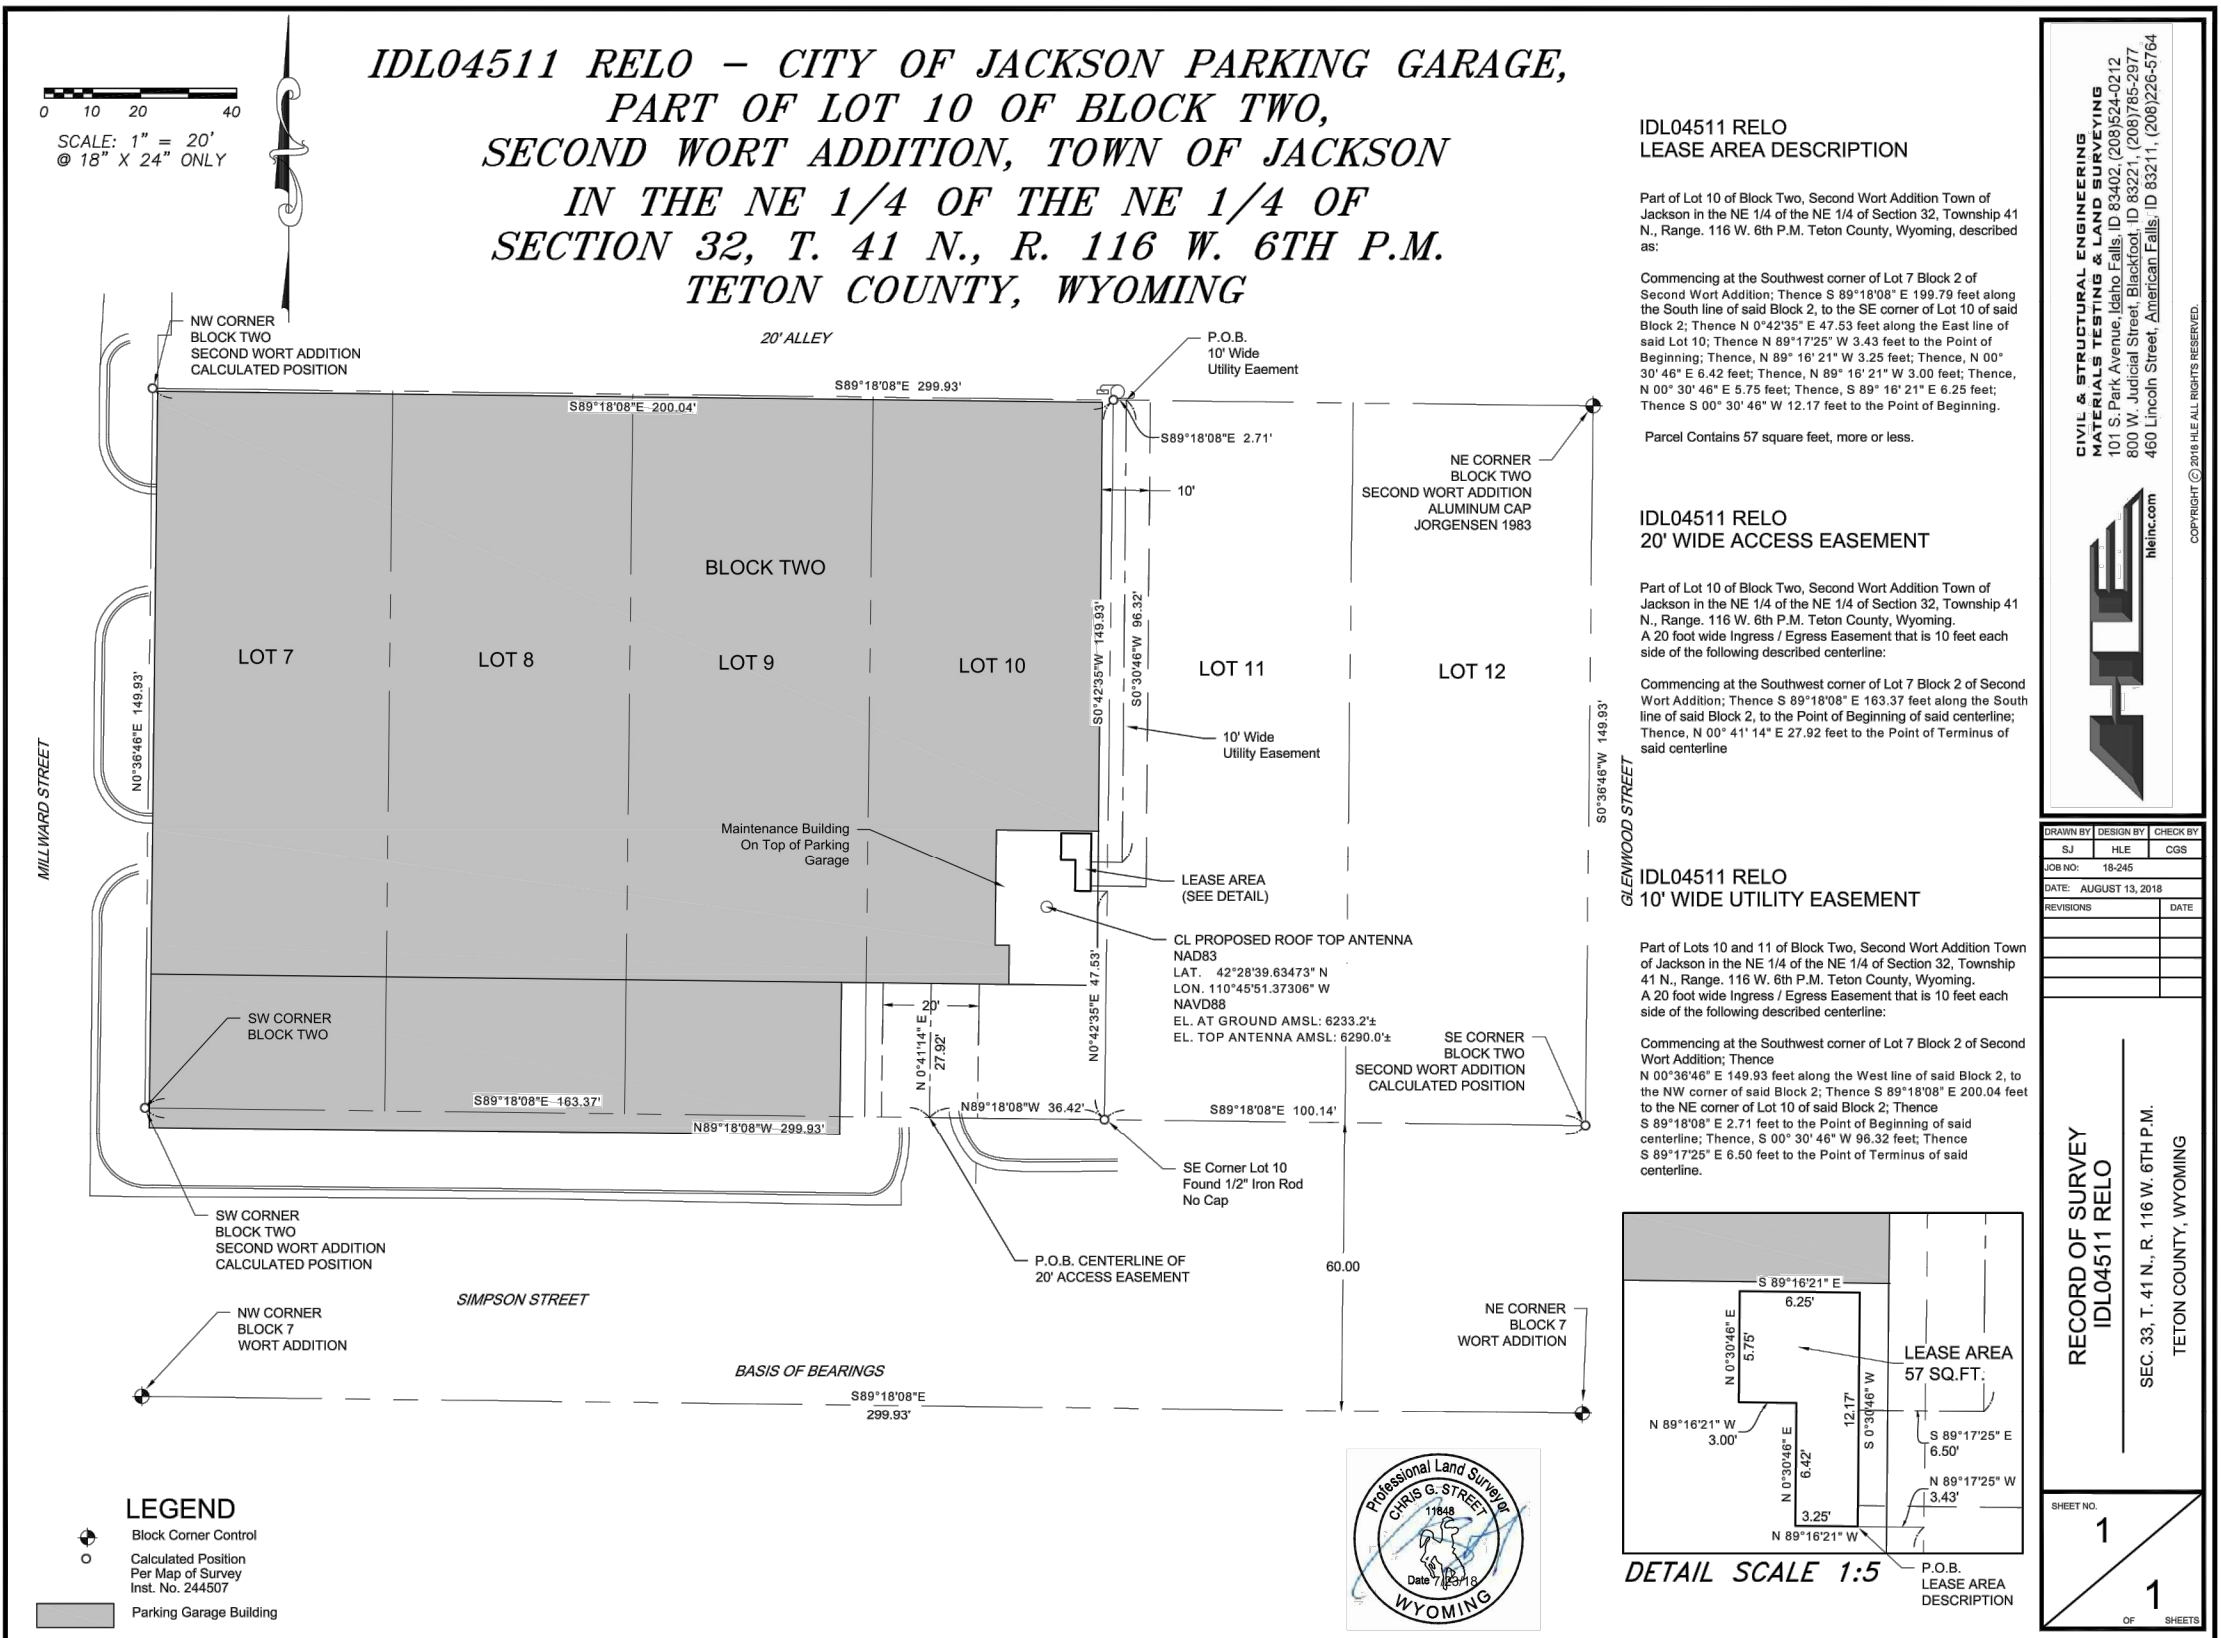 IDL04511 RELO - CITY OF JACKSON PARKING GARAGE,
PART OF LOT 10 OF BLOCK TWO,
SECOND WORT ADDITION, TOWN OF JACKSON
IN THE NE 1/4 OF THE NE 1/4 OF
SECTION 32, T. 41 N., R. 116 W. 6TH P.M.
TETON COUNTY, WYOMING
0 10 20 40
SCALE: 1" = 20'
@ 18" X 24" ONLY
NW CORNER
BLOCK TWO
SECOND WORT ADDITION
CALCULATED POSITION
20' ALLEY
P.O.B.
10' Wide
Utility Eaement
S89°18'08"E 299.93'
S89°18'08"E 200.04'
S89°18'08"E 2.71'
10'
NE CORNER
BLOCK TWO
SECOND WORT ADDITION
ALUMINUM CAP
JORGENSEN 1983
BLOCK TWO
LOT 7
LOT 8
LOT 9
LOT 10
LOT 11
LOT 12
N0°36'46"E 149.93'
S0°42'35"W 149.93'
S0°30'46"W 96.32'
S0°36'46"W 149.93'
MILLWARD STREET
GLENWOOD STREET
10' Wide
Utility Easement
Maintenance Building
On Top of Parking
Garage
LEASE AREA
(SEE DETAIL)
CL PROPOSED ROOF TOP ANTENNA
NAD83
LAT. 42°28'39.63473" N
LON. 110°45'51.37306" W
NAVD88
EL. AT GROUND AMSL: 6233.2'±
EL. TOP ANTENNA AMSL: 6290.0'±
N0°42'35"E 47.53'
20'
N 0°41'14" E
27.92'
SW CORNER
BLOCK TWO
SE CORNER
BLOCK TWO
SECOND WORT ADDITION
CALCULATED POSITION
S89°18'08"E 163.37'
N89°18'08"W 36.42'
S89°18'08"E 100.14'
N89°18'08"W 299.93'
SE Corner Lot 10
Found 1/2" Iron Rod
No Cap
SW CORNER
BLOCK TWO
SECOND WORT ADDITION
CALCULATED POSITION
P.O.B. CENTERLINE OF
20' ACCESS EASEMENT
60.00
SIMPSON STREET
NW CORNER
BLOCK 7
WORT ADDITION
NE CORNER
BLOCK 7
WORT ADDITION
BASIS OF BEARINGS
S89°18'08"E
299.93'
LEGEND
Block Corner Control
Calculated Position
Per Map of Survey
Inst. No. 244507
Parking Garage Building
Professional Land Surveyor
CHRIS G. STREET
11848
Date 7/23/18
WYOMING
IDL04511 RELO
LEASE AREA DESCRIPTION
Part of Lot 10 of Block Two, Second Wort Addition Town of
Jackson in the NE 1/4 of the NE 1/4 of Section 32, Township 41
N., Range. 116 W. 6th P.M. Teton County, Wyoming, described
as:
Commencing at the Southwest corner of Lot 7 Block 2 of
Second Wort Addition; Thence S 89°18'08" E 199.79 feet along
the South line of said Block 2, to the SE corner of Lot 10 of said
Block 2; Thence N 0°42'35" E 47.53 feet along the East line of
said Lot 10; Thence N 89°17'25" W 3.43 feet to the Point of
Beginning; Thence, N 89° 16' 21" W 3.25 feet; Thence, N 00°
30' 46" E 6.42 feet; Thence, N 89° 16' 21" W 3.00 feet; Thence,
N 00° 30' 46" E 5.75 feet; Thence, S 89° 16' 21" E 6.25 feet;
Thence S 00° 30' 46" W 12.17 feet to the Point of Beginning.
Parcel Contains 57 square feet, more or less.
IDL04511 RELO
20' WIDE ACCESS EASEMENT
Part of Lot 10 of Block Two, Second Wort Addition Town of
Jackson in the NE 1/4 of the NE 1/4 of Section 32, Township 41
N., Range. 116 W. 6th P.M. Teton County, Wyoming.
A 20 foot wide Ingress / Egress Easement that is 10 feet each
side of the following described centerline:
Commencing at the Southwest corner of Lot 7 Block 2 of Second
Wort Addition; Thence S 89°18'08" E 163.37 feet along the South
line of said Block 2, to the Point of Beginning of said centerline;
Thence, N 00° 41' 14" E 27.92 feet to the Point of Terminus of
said centerline
IDL04511 RELO
10' WIDE UTILITY EASEMENT
Part of Lots 10 and 11 of Block Two, Second Wort Addition Town
of Jackson in the NE 1/4 of the NE 1/4 of Section 32, Township
41 N., Range. 116 W. 6th P.M. Teton County, Wyoming.
A 20 foot wide Ingress / Egress Easement that is 10 feet each
side of the following described centerline:
Commencing at the Southwest corner of Lot 7 Block 2 of Second
Wort Addition; Thence
N 00°36'46" E 149.93 feet along the West line of said Block 2, to
the NW corner of said Block 2; Thence S 89°18'08" E 200.04 feet
to the NE corner of Lot 10 of said Block 2; Thence
S 89°18'08" E 2.71 feet to the Point of Beginning of said
centerline; Thence, S 00° 30' 46" W 96.32 feet; Thence
S 89°17'25" E 6.50 feet to the Point of Terminus of said
centerline.
S 89°16'21" E
6.25'
N 0°30'46" E
5.75'
LEASE AREA
57 SQ.FT.
N 89°16'21" W
3.00'
12.17'
S 0°30'46" W
N 0°30'46" E
6.42'
S 89°17'25" E
6.50'
N 89°17'25" W
3.43'
3.25'
N 89°16'21" W
DETAIL SCALE 1:5
P.O.B.
LEASE AREA
DESCRIPTION
CIVIL & STRUCTURAL ENGINEERING
MATERIALS TESTING & LAND SURVEYING
101 S. Park Avenue, Idaho Falls, ID 83402, (208)524-0212
800 W. Judicial Street, Blackfoot, ID 83221, (208)785-2977
460 Lincoln Street, American Falls, ID 83211, (208)226-5764
hleinc.com
COPYRIGHT © 2018 HLE ALL RIGHTS RESERVED.
DRAWN BY DESIGN BY CHECK BY
SJ HLE CGS
JOB NO: 18-245
DATE: AUGUST 13, 2018
REVISIONS DATE
RECORD OF SURVEY
IDL04511 RELO
SEC. 33, T. 41 N., R. 116 W. 6TH P.M.
TETON COUNTY, WYOMING
SHEET NO.
1
1
OF SHEETS